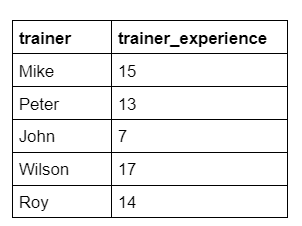 trainer trainer_experience
Mike 15
Peter 13
John 7
Wilson 17
Roy 14